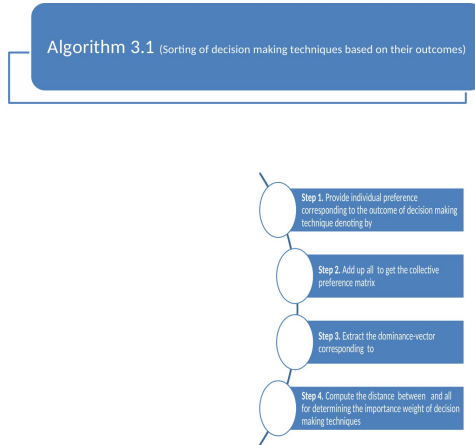 Algorithm 3.1 (Sorting of decision making techniques based on their outcomes)
Step 1. Provide individual preference
corresponding to the outcome of decision making
technique denoting by
Step 2. Add up all to get the collective
preference matrix
Step 3. Extract the dominance-vector
corresponding to
Step 4. Compute the distance between and all
for determining the importance weight of decision
making techniques